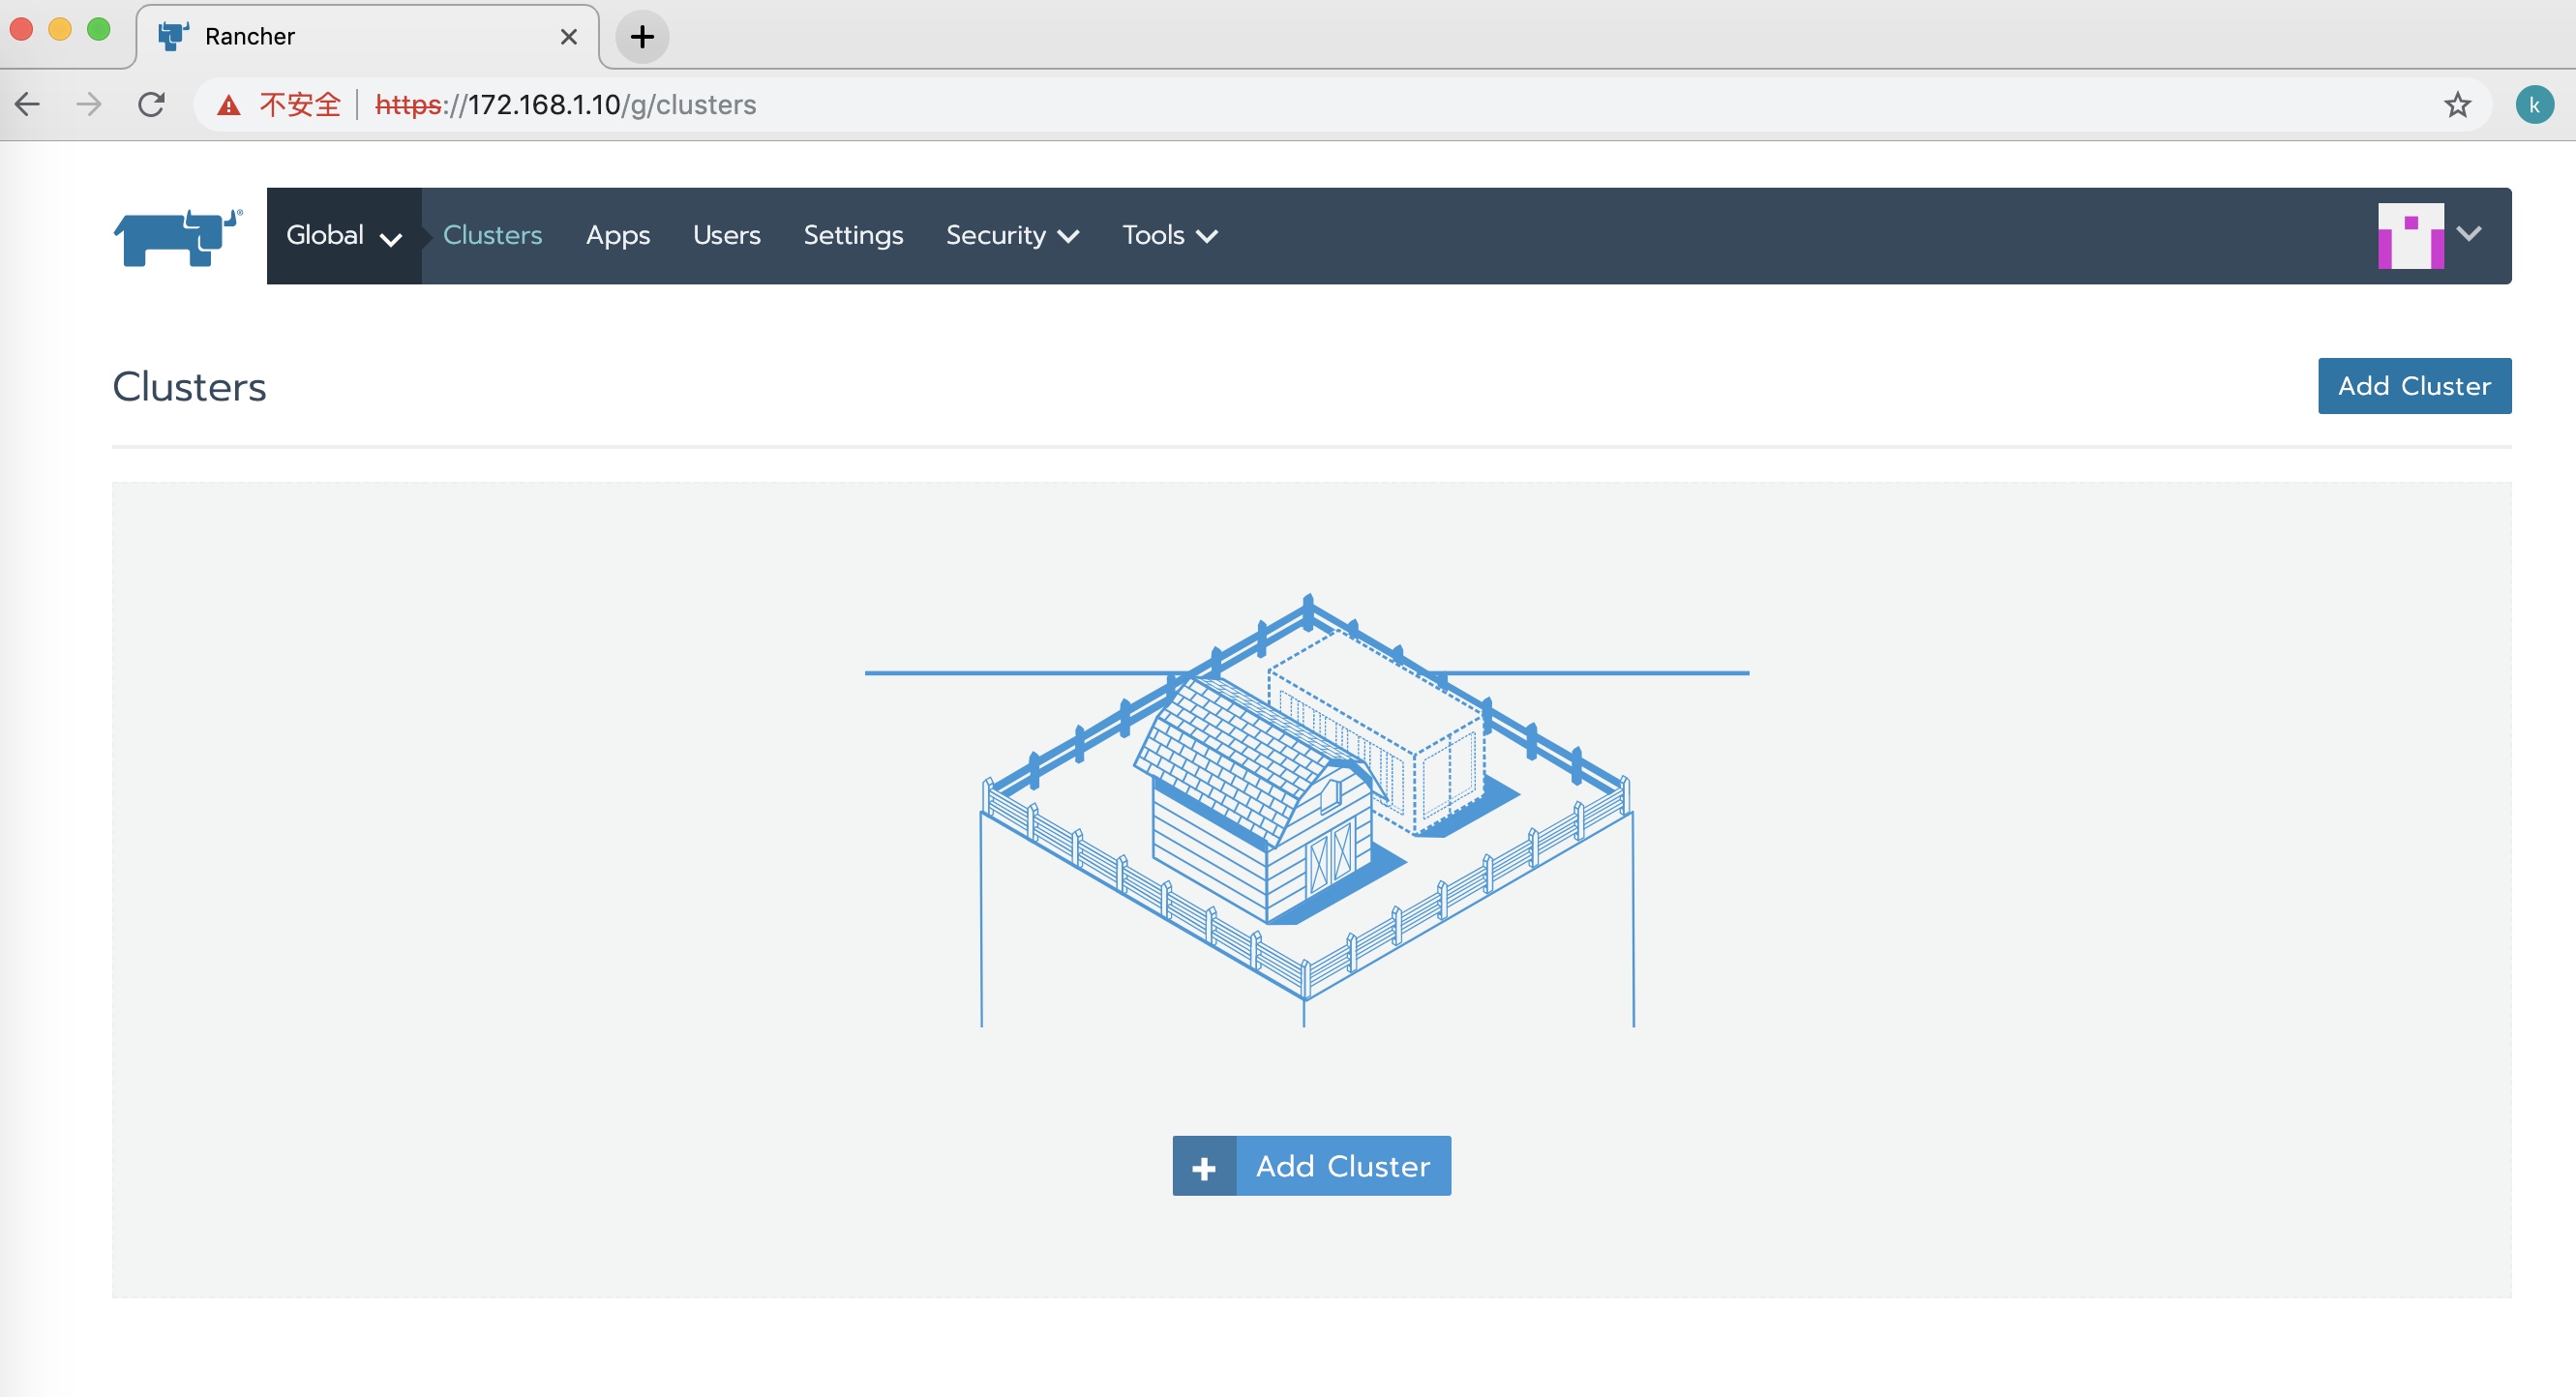 Rancher
不安全 https://172.168.1.10/g/clusters
k
Global Clusters Apps Users Settings Security Tools
Clusters
Add Cluster
Add Cluster